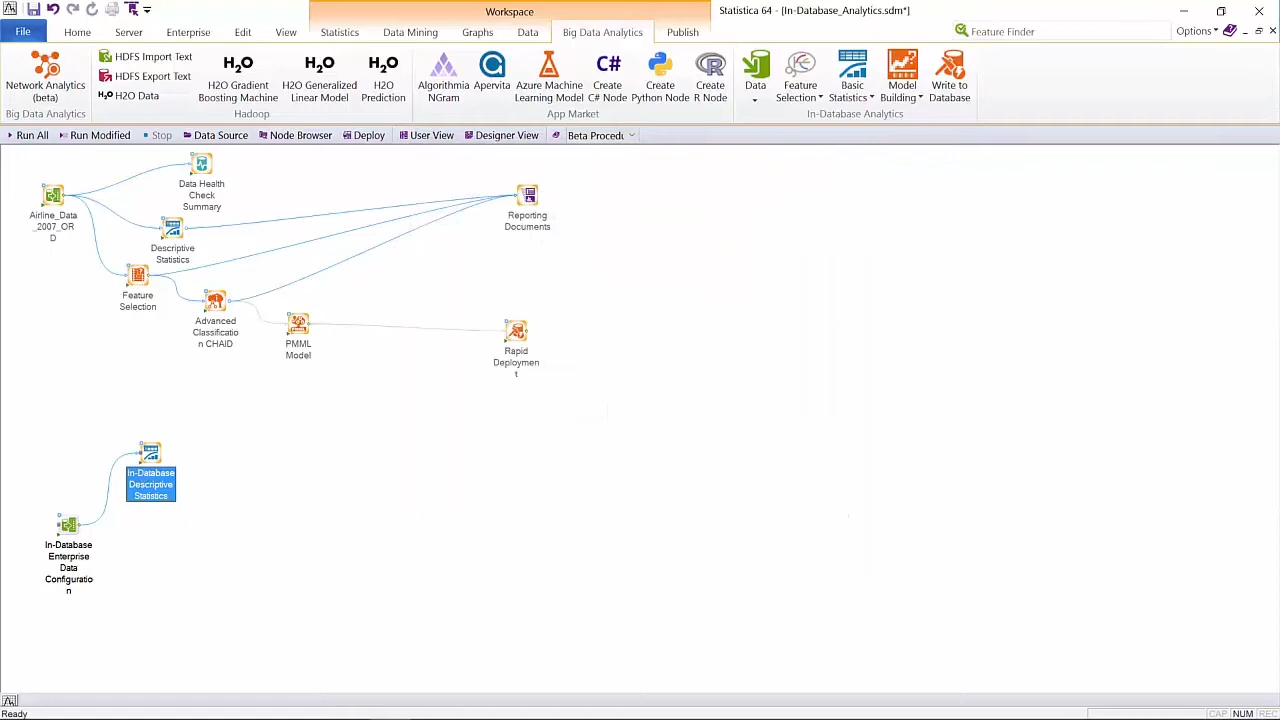 Workspace
Statistica 64 - [In-Database_Analytics.sdm*]
File
Home
Server
Enterprise
Edit
View
Statistics
Data Mining
Graphs
Data
Big Data Analytics
Publish
Feature Finder
Options
Network Analytics
(beta)
Big Data Analytics
HDFS Import Text
HDFS Export Text
H₂O H2O Data
H₂O
H2O Gradient
Boosting Machine
H₂O
H2O Generalized
Linear Model
H₂O
H2O
Prediction
Hadoop
Algorithmia
NGram
Apervita
Azure Machine
Learning Model
C#
Create
C# Node
Create
Python Node
Create
R Node
App Market
Data
Feature
Selection
Basic
Statistics
Model
Building
Write to
Database
In-Database Analytics
Run All
Run Modified
Stop
Data Source
Node Browser
Deploy
User View
Designer View
Beta Procedu
Data Health
Check
Summary
Airline_Data
_2007_OR
D
Reporting
Documents
Descriptive
Statistics
Feature
Selection
Advanced
Classificatio
n CHAID
PMML
Model
Rapid
Deploymen
t
In-Database
Descriptive
Statistics
In-Database
Enterprise
Data
Configuratio
n
Ready
CAP
NUM
REC